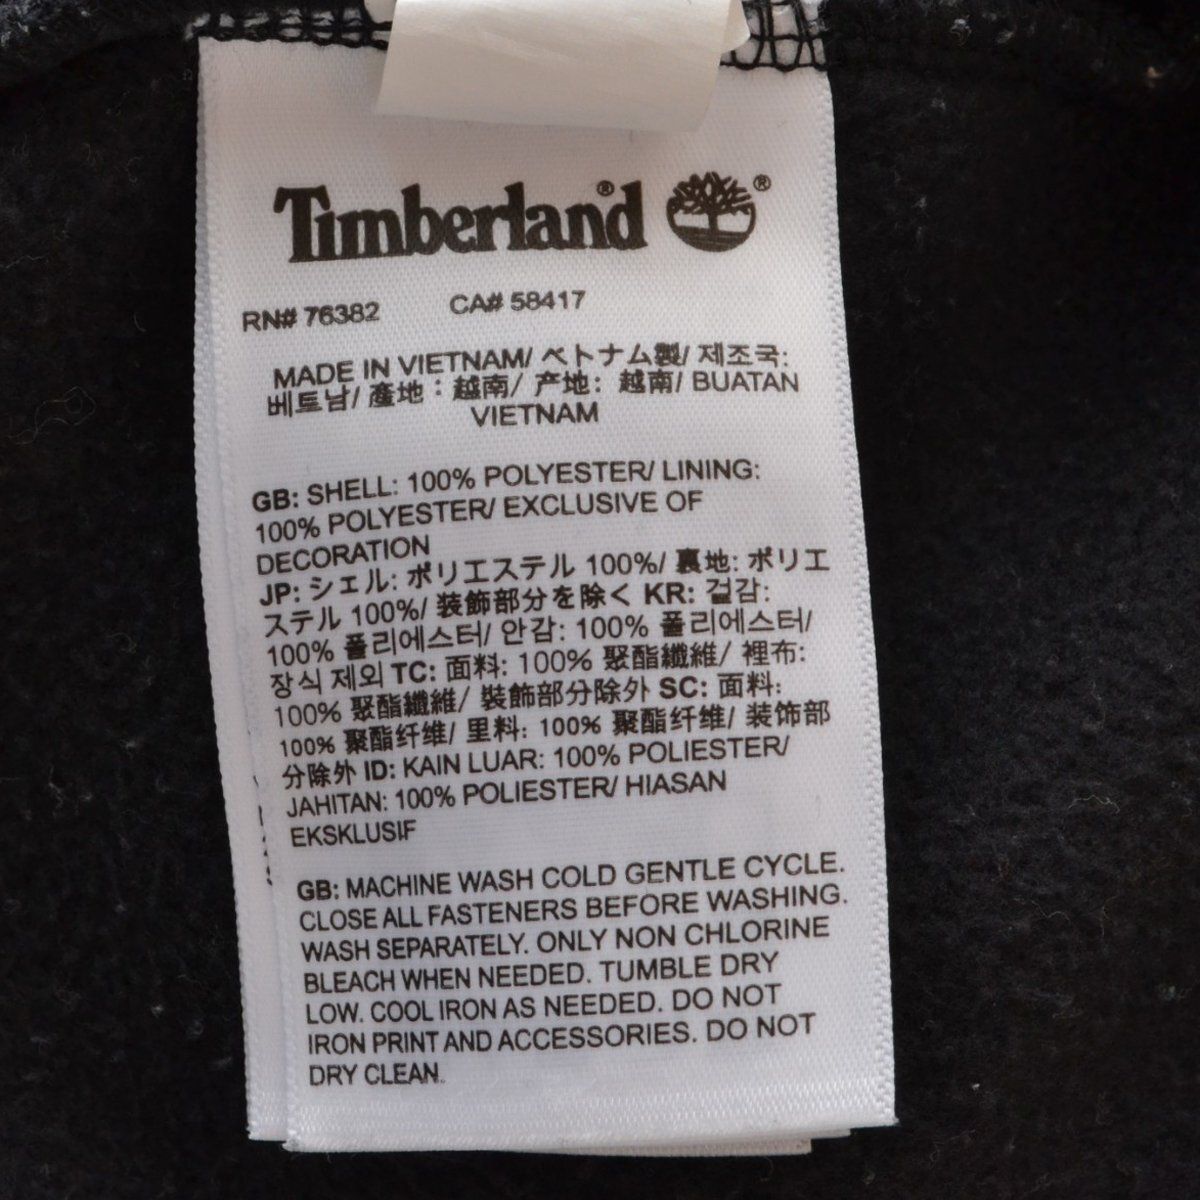 Timberland® ®
RN# 76382 CA# 58417
MADE IN VIETNAM/ ベトナム製/ 제조국:
베트남/ 產地：越南/ 产地：越南/ BUATAN
VIETNAM
GB: SHELL: 100% POLYESTER/ LINING:
100% POLYESTER/ EXCLUSIVE OF
DECORATION
JP: シェル: ポリエステル 100%/ 裏地: ポリエ
ステル 100%/ 装飾部分を除く KR: 겉감:
100% 폴리에스터/ 안감: 100% 폴리에스터/
장식 제외 TC: 面料: 100% 聚酯纖維/ 裡布:
100% 聚酯纖維/ 裝飾部分除外 SC: 面料:
100% 聚酯纤维/ 里料: 100% 聚酯纤维/ 装饰部
分除外 ID: KAIN LUAR: 100% POLIESTER/
JAHITAN: 100% POLIESTER/ HIASAN
EKSKLUSIF
GB: MACHINE WASH COLD GENTLE CYCLE.
CLOSE ALL FASTENERS BEFORE WASHING.
WASH SEPARATELY. ONLY NON CHLORINE
BLEACH WHEN NEEDED. TUMBLE DRY
LOW. COOL IRON AS NEEDED. DO NOT
IRON PRINT AND ACCESSORIES. DO NOT
DRY CLEAN.